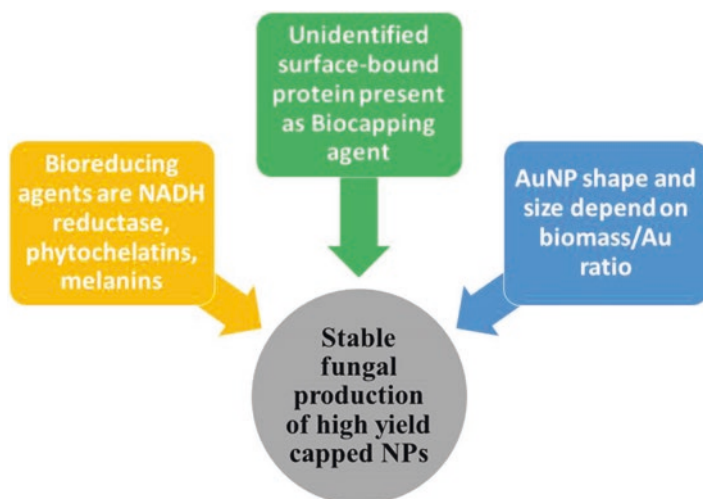 Unidentified
surface-bound
protein present
as Biocapping
agent
Bioreducing
agents are NADH
reductase,
phytochelatins,
melanins
AuNP shape and
size depend on
biomass/Au
ratio
Stable
fungal
production
of high yield
capped NPs